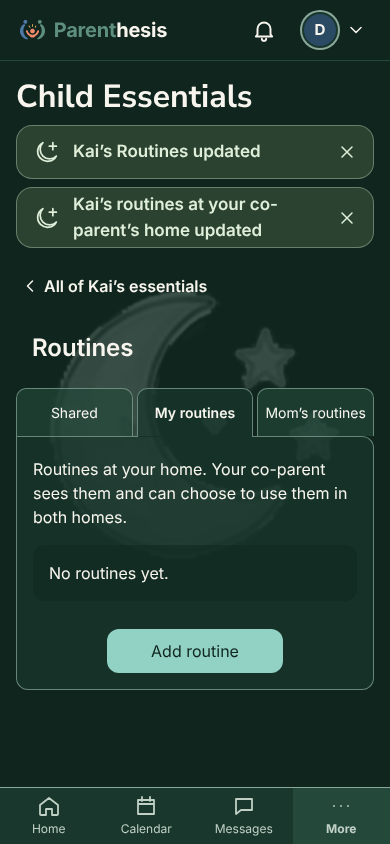 Parenthesis
D
Child Essentials
Kai’s Routines updated
Kai’s routines at your co-
parent’s home updated
All of Kai’s essentials
Routines
Shared
My routines
Mom’s routines
Routines at your home. Your co-parent
sees them and can choose to use them in
both homes.
No routines yet.
Add routine
Home
Calendar
Messages
More